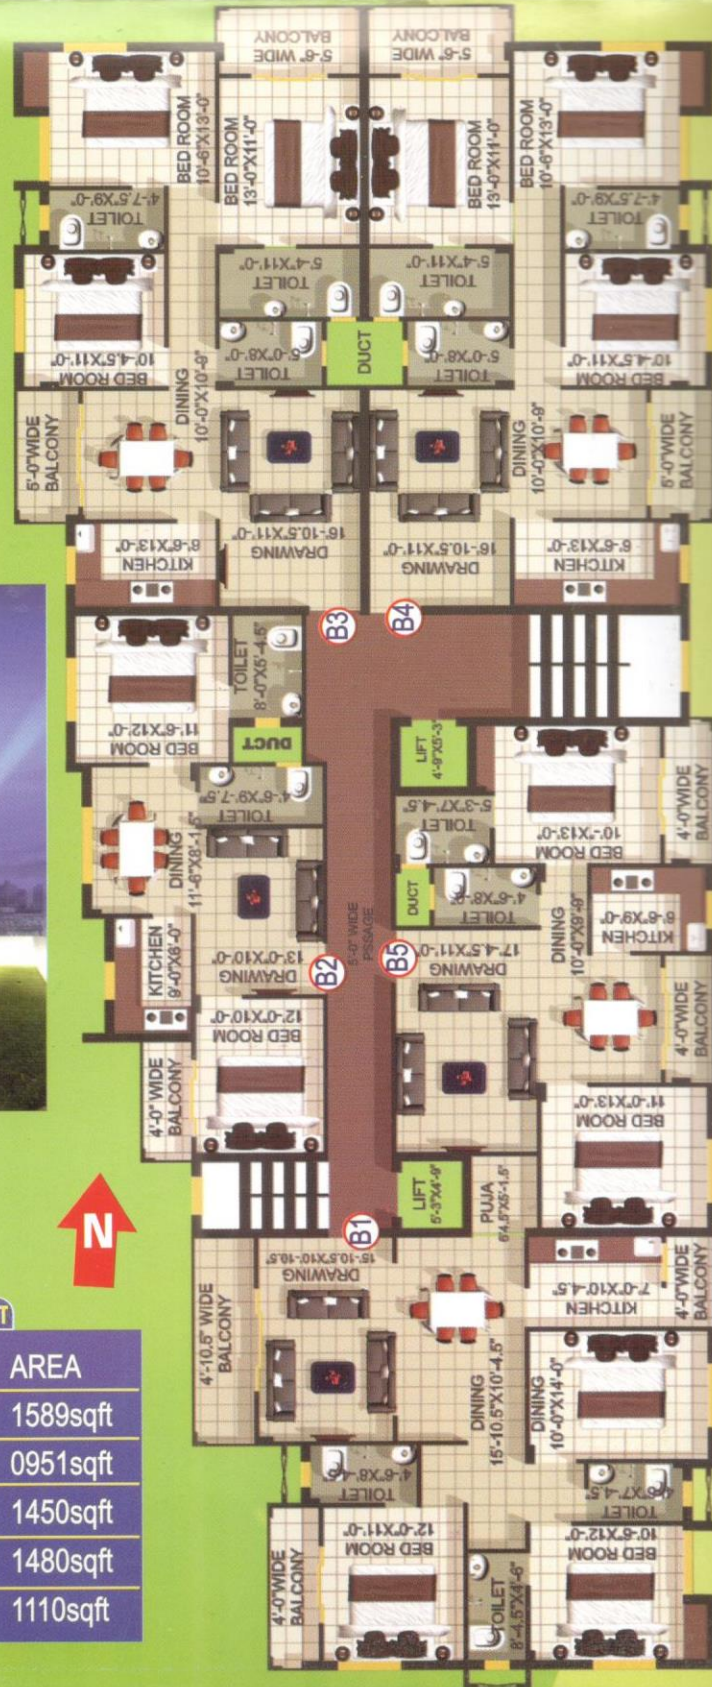 5'-6" WIDE
BALCONY
5'-6" WIDE
BALCONY
BED ROOM
10'-6"X13'-0"
BED ROOM
13'-0"X11'-0"
BED ROOM
13'-0"X11'-0"
BED ROOM
10'-6"X13'-0"
TOILET
4'-7.5"X9'-0"
TOILET
5'-4"X11'-0"
TOILET
5'-4"X11'-0"
TOILET
4'-7.5"X9'-0"
BED ROOM
10'-4.5"X11'-0"
TOILET
5'-0"X8'-0"
DUCT
TOILET
5'-0"X8'-0"
BED ROOM
10'-4.5"X11'-0"
5'-0"WIDE
BALCONY
DINING
10'-0"X10'-9"
DINING
10'-0"X10'-9"
5'-0"WIDE
BALCONY
KITCHEN
6'-6"X13'-0"
DRAWING
16'-10.5"X11'-0"
DRAWING
16'-10.5"X11'-0"
KITCHEN
6'-6"X13'-0"
B3
B4
BED ROOM
11'-6"X12'-0"
TOILET
8'-0"X5'-4.5"
DUCT
LIFT
4'-9"X5'-3"
TOILET
4'-6"X9'-7.5"
TOILET
5'-3"X7'-4.5"
BED ROOM
10'-"X13'-0"
4'-0"WIDE
BALCONY
DINING
11'-6"X8'-1.5"
DUCT
TOILET
4'-6"X8'
KITCHEN
9'-0"X8'-0"
DRAWING
13'-0"X10'-0"
B2
5'-0" WIDE
PSSAGE
B5
DRAWING
17'-4.5"X11'-0"
DINING
10'-0"X9'-9"
KITCHEN
6'-6"X9'-0"
4'-0"WIDE
BALCONY
BED ROOM
12'-0"X10'-0"
4'-0" WIDE
BALCONY
BED ROOM
11'-0"X13'-0"
LIFT
5'-3"X4'-9"
PUJA
B1
N
4'-10.5" WIDE
BALCONY
DRAWING
15'-10.5"X10'-10.5"
KITCHEN
7'-0"X10'-4.5"
4'-0"WIDE
BALCONY
DINING
15'-10.5"X10'-4.5"
DINING
10'-0"X14'-0"
TOILET
4'-6"X8'-4.5"
TOILET
4'-6"X7'-4.5"
4'-0"WIDE
BALCONY
BED ROOM
12'-0"X11'-0"
TOILET
8'-4.5"X4'-6"
BED ROOM
10'-6"X12'-0"
T
AREA
1589sqft
0951sqft
1450sqft
1480sqft
1110sqft